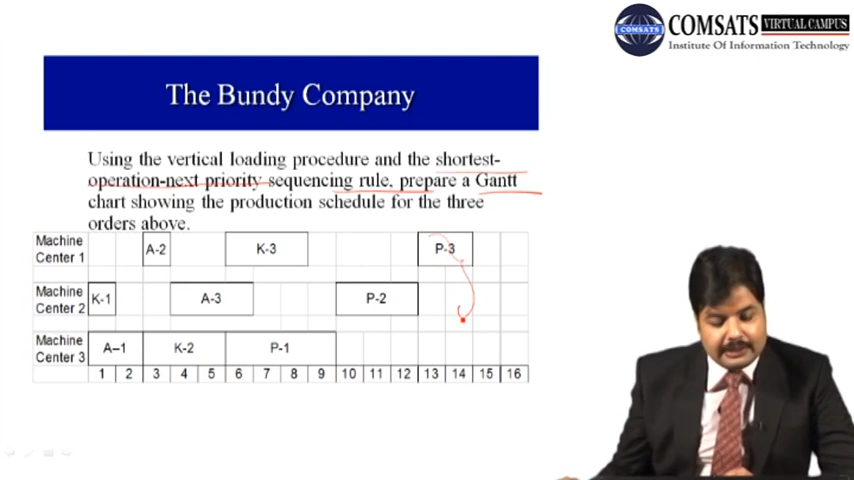 COMSATS VIRTUAL CAMPUS
COMSATS
Institute Of Information Technology
The Bundy Company
Using the vertical loading procedure and the shortest-
operation-next priority sequencing rule, prepare a Gantt
chart showing the production schedule for the three
orders above.
Machine
Center 1
A-2
K-3
P-3
Machine
Center 2
K-1
A-3
P-2
Machine
Center 3
A–1
K-2
P-1
1 2 3 4 5 6 7 8 9 10 11 12 13 14 15 16